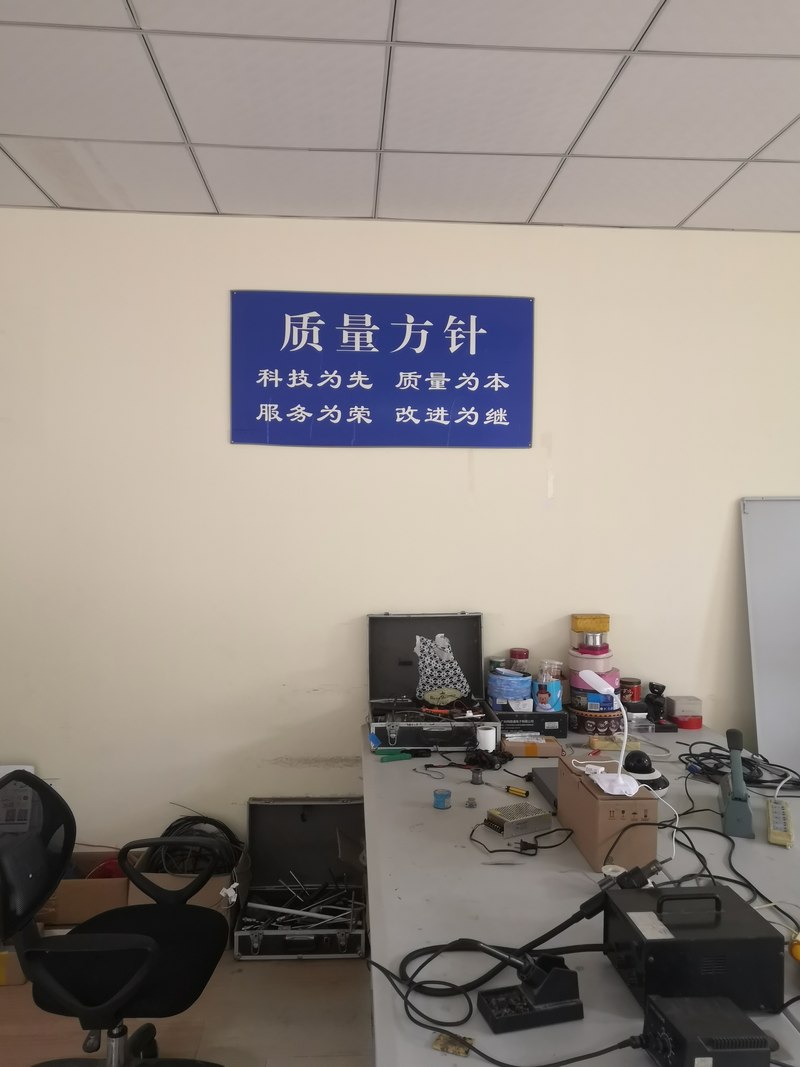 质量方针
科技为先 质量为本
服务为荣 改进为继